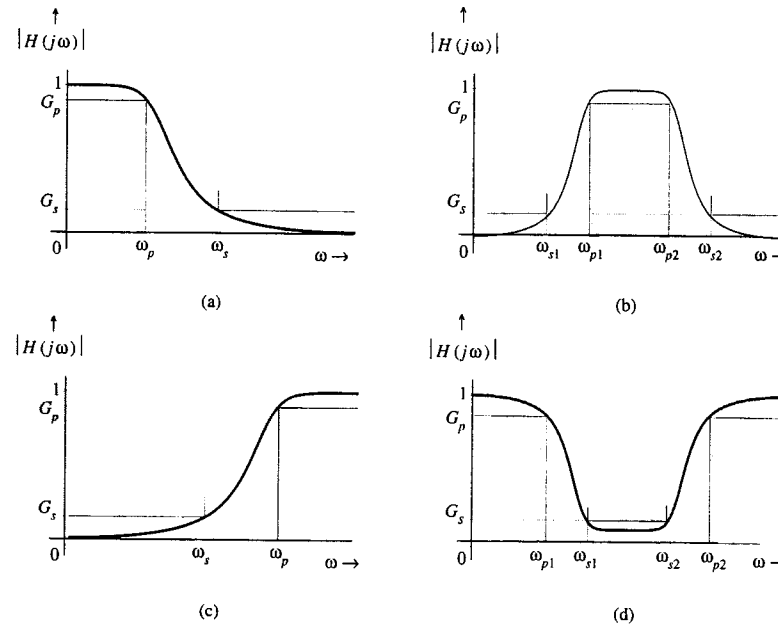 |H(jω)|
1
G_p
G_s
0
ω_p
ω_s
ω →
(a)
|H(jω)|
1
G_p
G_s
0
ω_s1
ω_p1
ω_p2
ω_s2
ω →
(b)
|H(jω)|
1
G_p
G_s
0
ω_s
ω_p
ω →
(c)
|H(jω)|
1
G_p
G_s
0
ω_p1
ω_s1
ω_s2
ω_p2
ω →
(d)